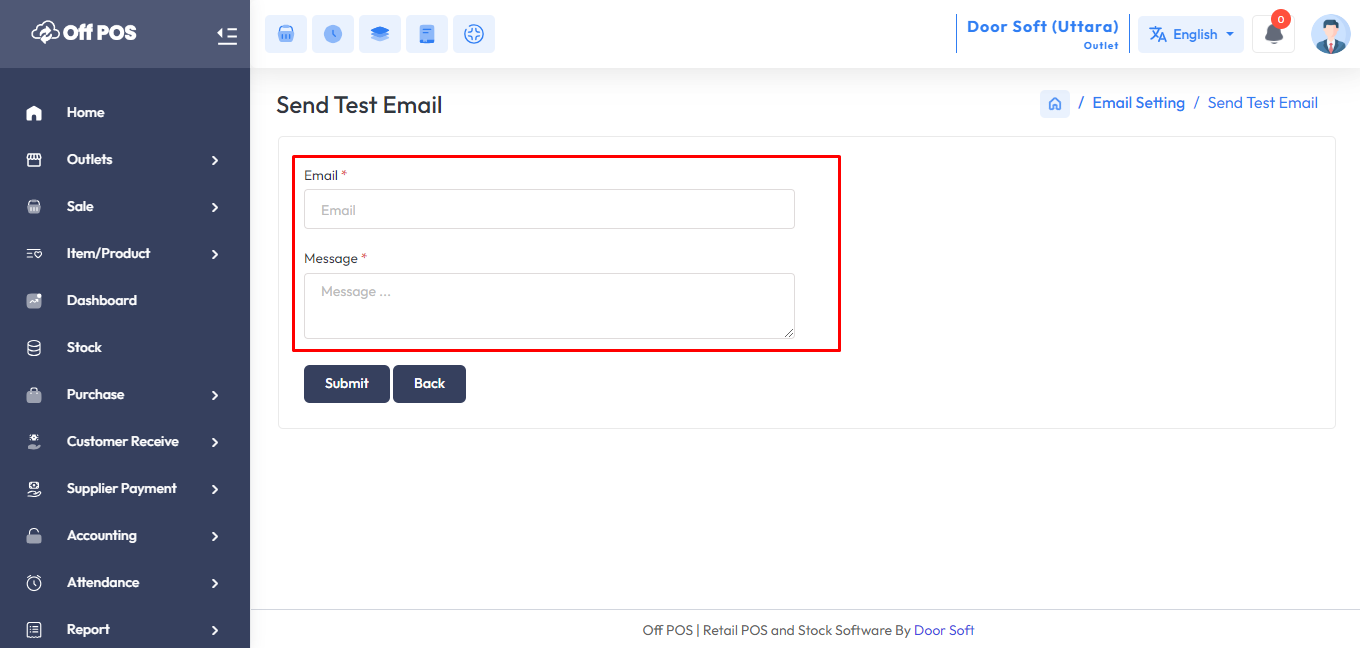 Off POS
Door Soft (Uttara)
Outlet
English
0
Home
Outlets
Sale
Item/Product
Dashboard
Stock
Purchase
Customer Receive
Supplier Payment
Accounting
Attendance
Report
Send Test Email
/ Email Setting / Send Test Email
Email *
Email
Message *
Message ...
Submit
Back
Off POS | Retail POS and Stock Software By Door Soft